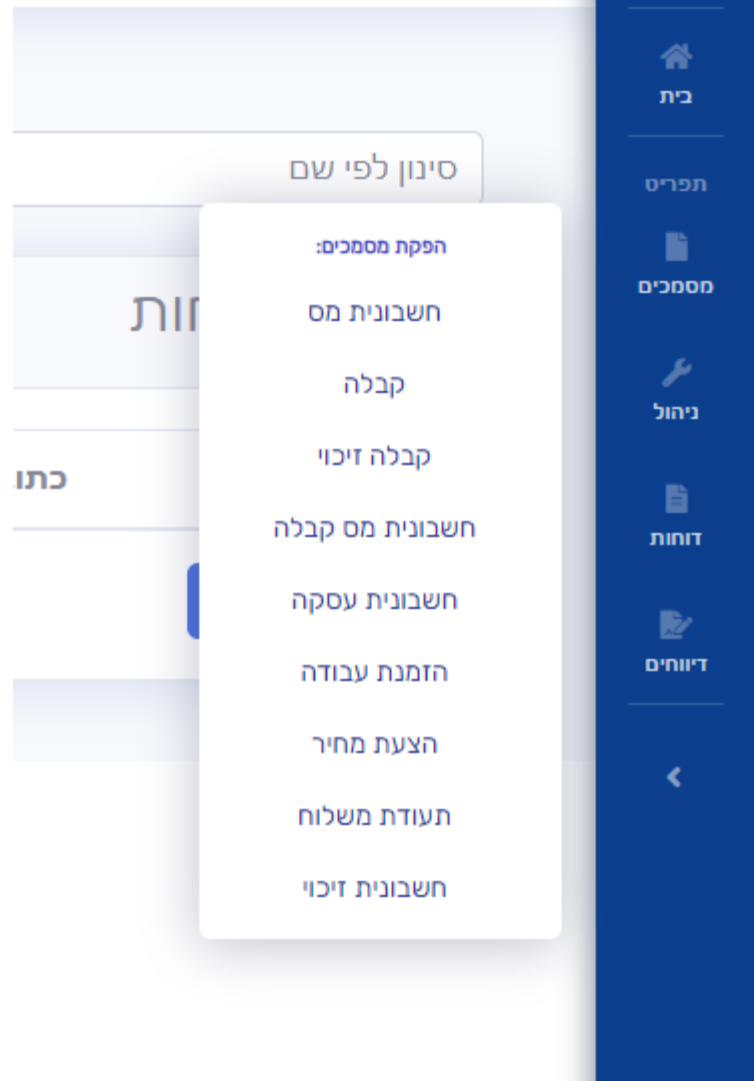 בית
תפריט
מסמכים
ניהול
דוחות
דיווחים
סינון לפי שם
הפקת מסמכים:
חשבונית מס
קבלה
קבלה זיכוי
חשבונית מס קבלה
חשבונית עסקה
הזמנת עבודה
הצעת מחיר
תעודת משלוח
חשבונית זיכוי